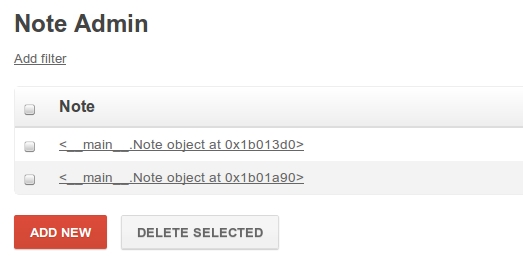 Note Admin
Add filter
Note
<__main__.Note object at 0x1b013d0>
<__main__.Note object at 0x1b01a90>
ADD NEW DELETE SELECTED